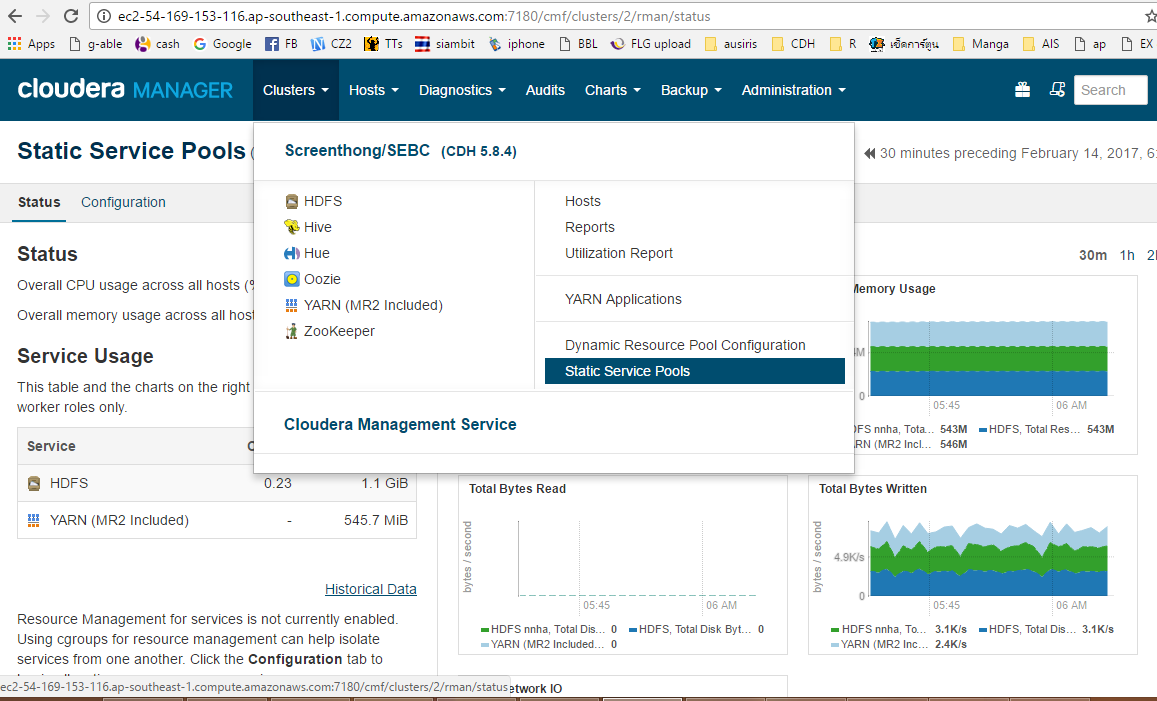 ec2-54-169-153-116.ap-southeast-1.compute.amazonaws.com:7180/cmf/clusters/2/rman/status
Apps g-able cash Google FB CZ2 TTs siambit iphone BBL FLG upload ausiris CDH R เซ็ตการ์ตูน Manga AIS ap EX
cloudera MANAGER Clusters Hosts Diagnostics Audits Charts Backup Administration Search
Static Service Pools
30 minutes preceding February 14, 2017, 6:
Screenthong/SEBC (CDH 5.8.4)
HDFS
Hive
Hue
Oozie
YARN (MR2 Included)
ZooKeeper
Hosts
Reports
Utilization Report
YARN Applications
Dynamic Resource Pool Configuration
Static Service Pools
Cloudera Management Service
Status Configuration
Status
Overall CPU usage across all hosts (%
Overall memory usage across all host
Service Usage
This table and the charts on the right
worker roles only.
Service C
HDFS 0.23 1.1 GiB
YARN (MR2 Included) - 545.7 MiB
Historical Data
Resource Management for services is not currently enabled.
Using cgroups for resource management can help isolate
services from one another. Click the Configuration tab to
30m 1h 2
Memory Usage
4M
0
05:45 06 AM
DFS nnha, Tota... 543M HDFS, Total Res... 543M
RN (MR2 Incl... 546M
Total Bytes Read
bytes / second
05:45 06 AM
HDFS nnha, Total Dis... 0 HDFS, Total Disk Byt... 0
YARN (MR2 Included... 0
Total Bytes Written
bytes / second
4.9K/s
0
05:45 06 AM
HDFS nnha, To... 3.1K/s HDFS, Total Dis... 3.1K/s
YARN (MR2 Inc... 2.4K/s
etwork IO
ec2-54-169-153-116.ap-southeast-1.compute.amazonaws.com:7180/cmf/clusters/2/rman/status